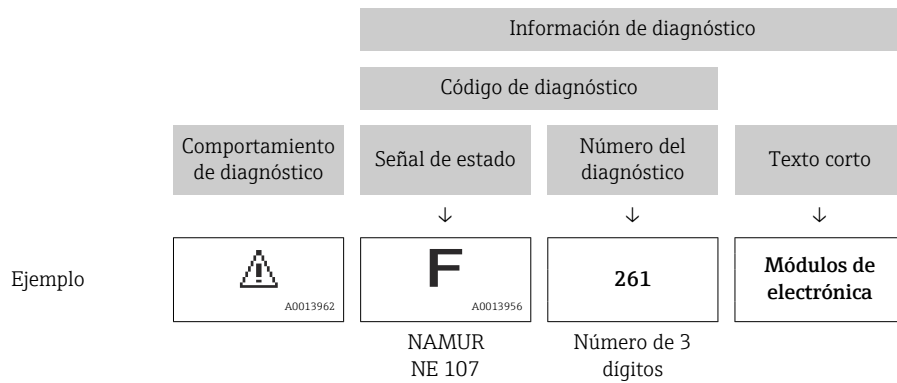 Información de diagnóstico
Código de diagnóstico
Comportamiento
de diagnóstico
Señal de estado
Número del
diagnóstico
Texto corto
↓ ↓ ↓
Ejemplo
A0013962
F
A0013956
261
Módulos de
electrónica
NAMUR
NE 107
Número de 3
dígitos